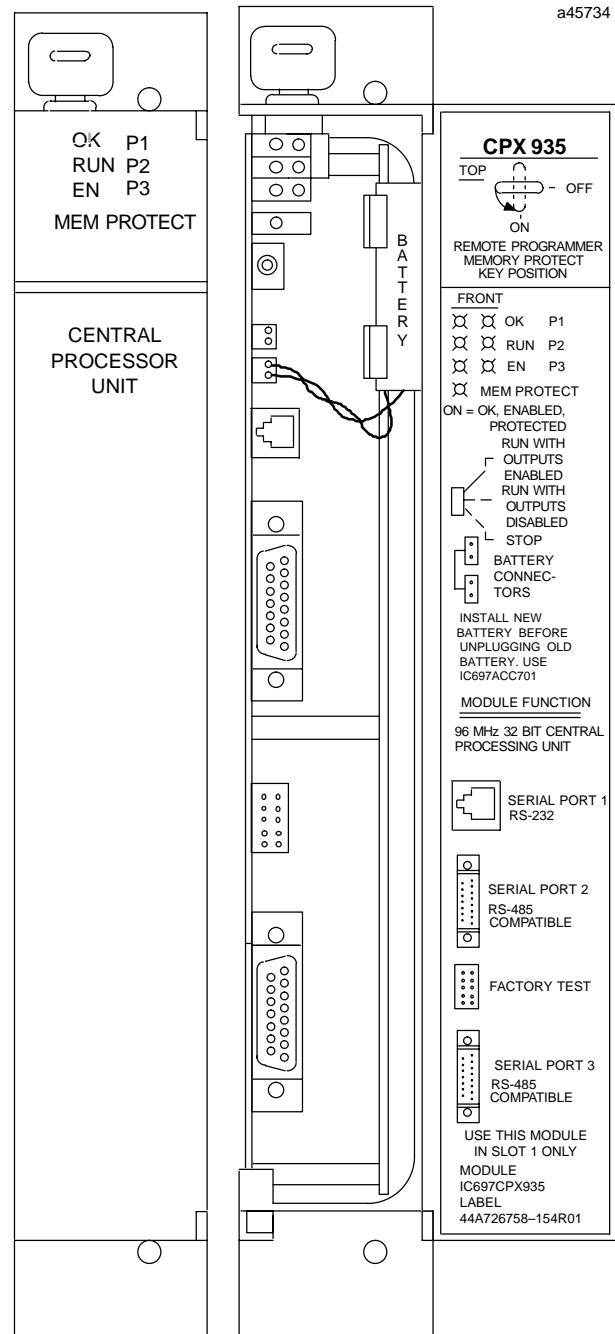 a45734
OK P1
RUN P2
EN P3
MEM PROTECT
CENTRAL
PROCESSOR
UNIT
BATTERY
CPX 935
TOP
OFF
ON
REMOTE PROGRAMMER
MEMORY PROTECT
KEY POSITION
FRONT
OK P1
RUN P2
EN P3
MEM PROTECT
ON = OK, ENABLED,
PROTECTED
RUN WITH
OUTPUTS
ENABLED
RUN WITH
OUTPUTS
DISABLED
STOP
BATTERY
CONNEC-
TORS
INSTALL NEW
BATTERY BEFORE
UNPLUGGING OLD
BATTERY. USE
IC697ACC701
MODULE FUNCTION
96 MHz 32 BIT CENTRAL
PROCESSING UNIT
SERIAL PORT 1
RS-232
SERIAL PORT 2
RS-485
COMPATIBLE
FACTORY TEST
SERIAL PORT 3
RS-485
COMPATIBLE
USE THIS MODULE
IN SLOT 1 ONLY
MODULE
IC697CPX935
LABEL
44A726758–154R01